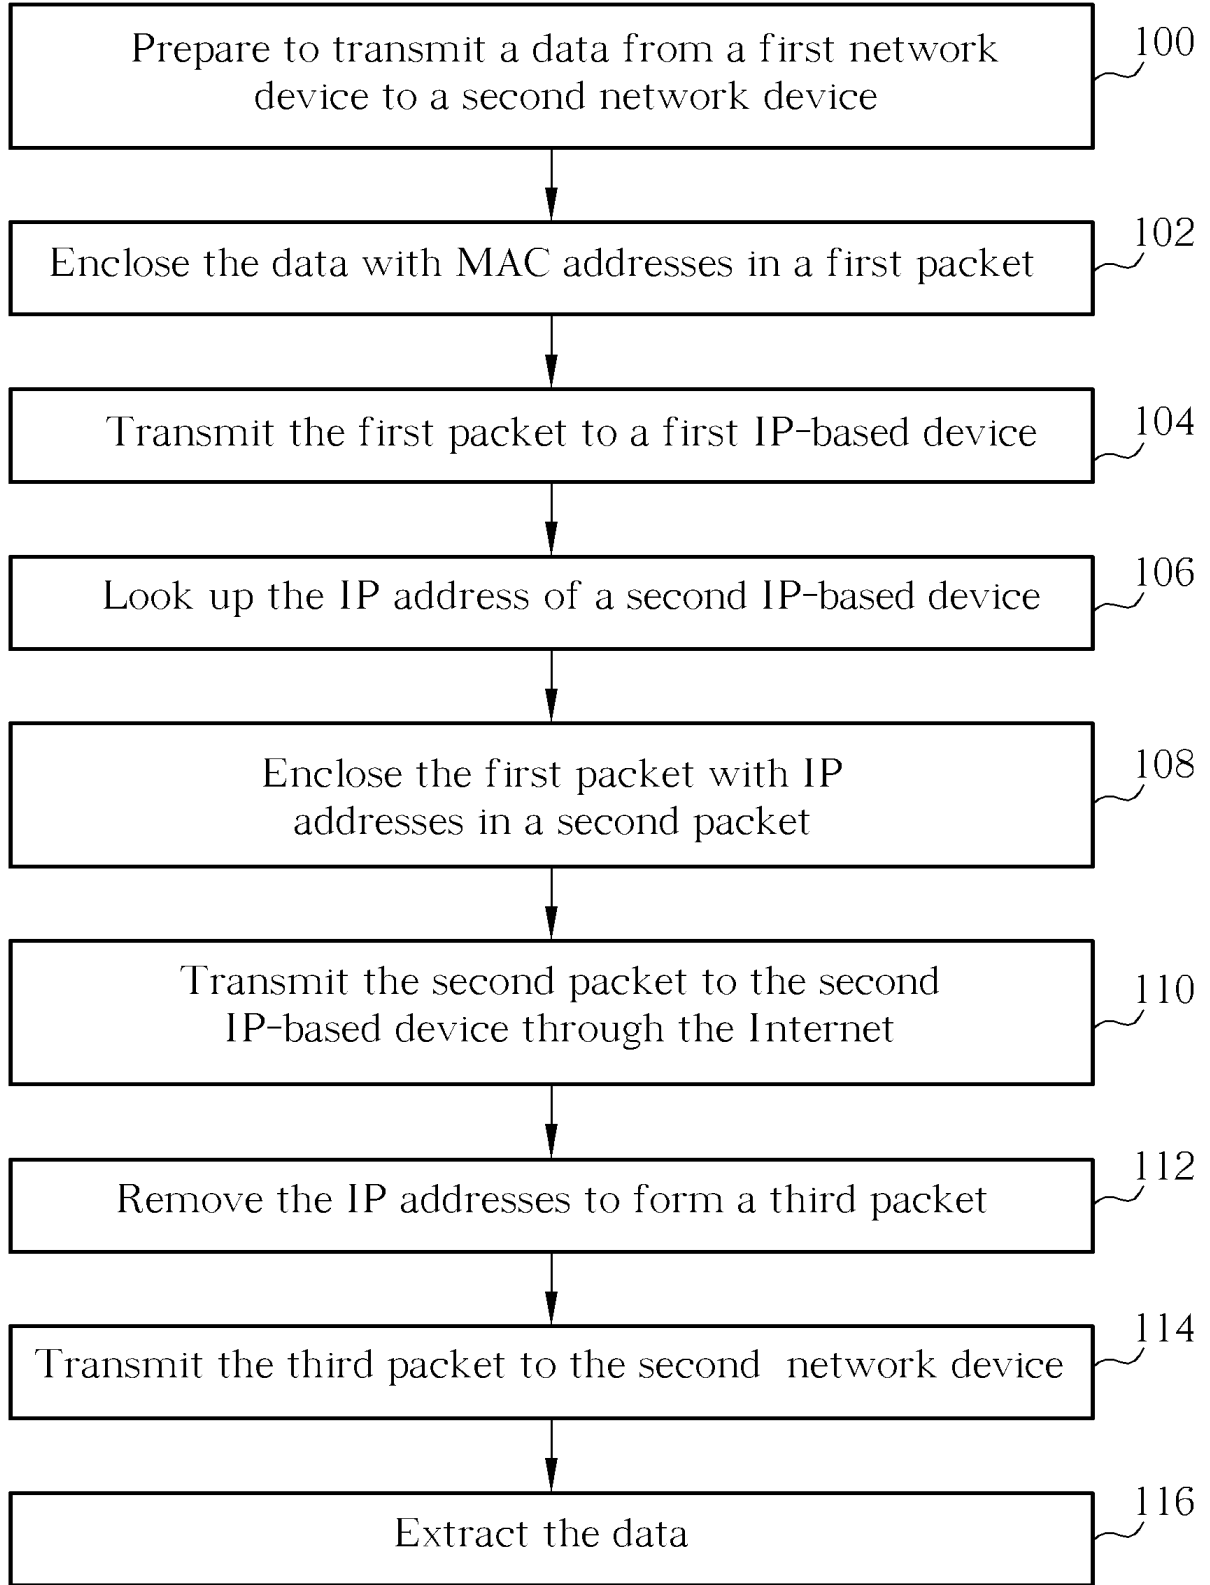 Prepare to transmit a data from a first network
device to a second network device
100
Enclose the data with MAC addresses in a first packet
102
Transmit the first packet to a first IP-based device
104
Look up the IP address of a second IP-based device
106
Enclose the first packet with IP
addresses in a second packet
108
Transmit the second packet to the second
IP-based device through the Internet
110
Remove the IP addresses to form a third packet
112
Transmit the third packet to the second network device
114
Extract the data
116